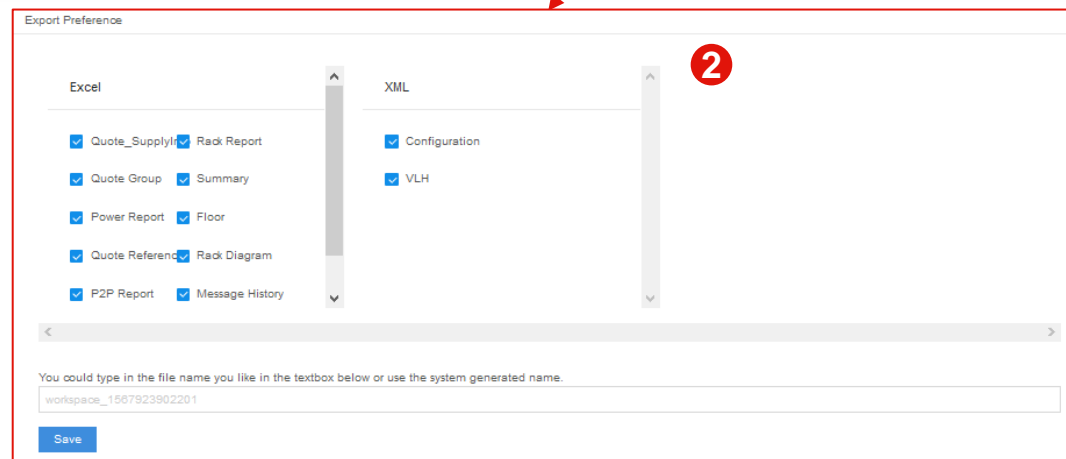 Export Preference
2
Excel
XML
Quote_SupplyIn Rack Report
Configuration
Quote Group Summary
VLH
Power Report Floor
Quote Referenc Rack Diagram
P2P Report Message History
You could type in the file name you like in the textbox below or use the system generated name.
workspace_1567923902201
Save